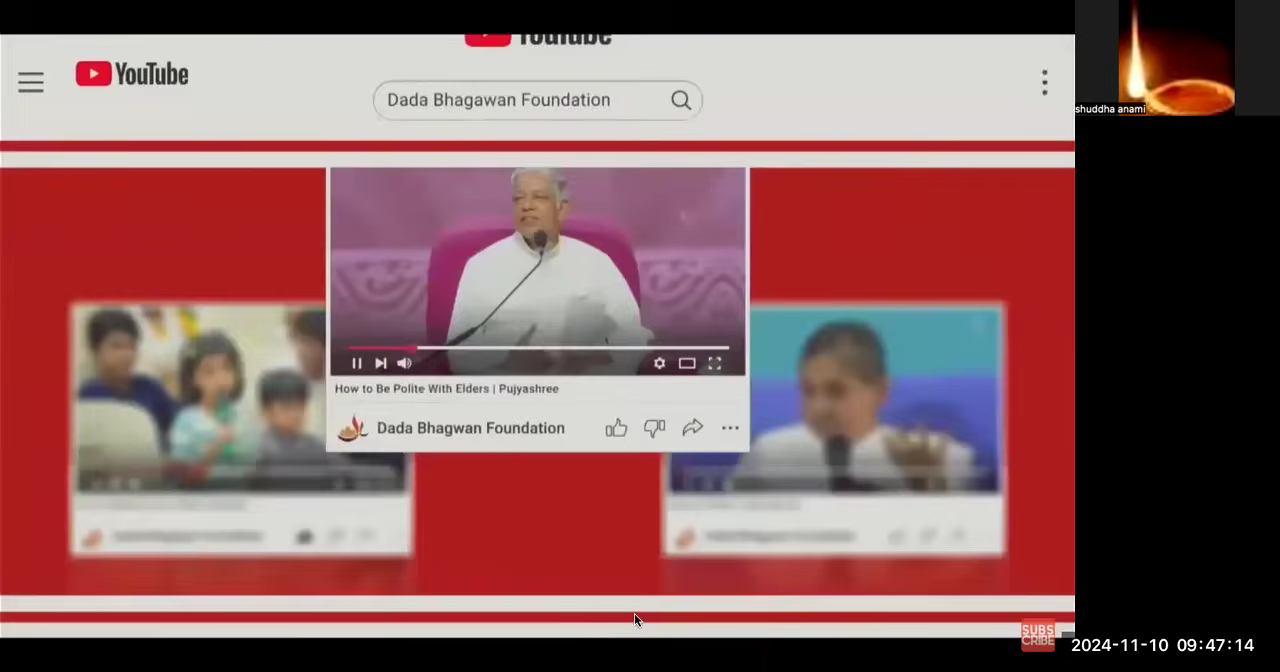 YouTube
YouTube
Dada Bhagawan Foundation
shuddha anami
How to Be Polite With Elders | Pujyashree
Dada Bhagwan Foundation
SUBSCRIBE
2024-11-10 09:47:14